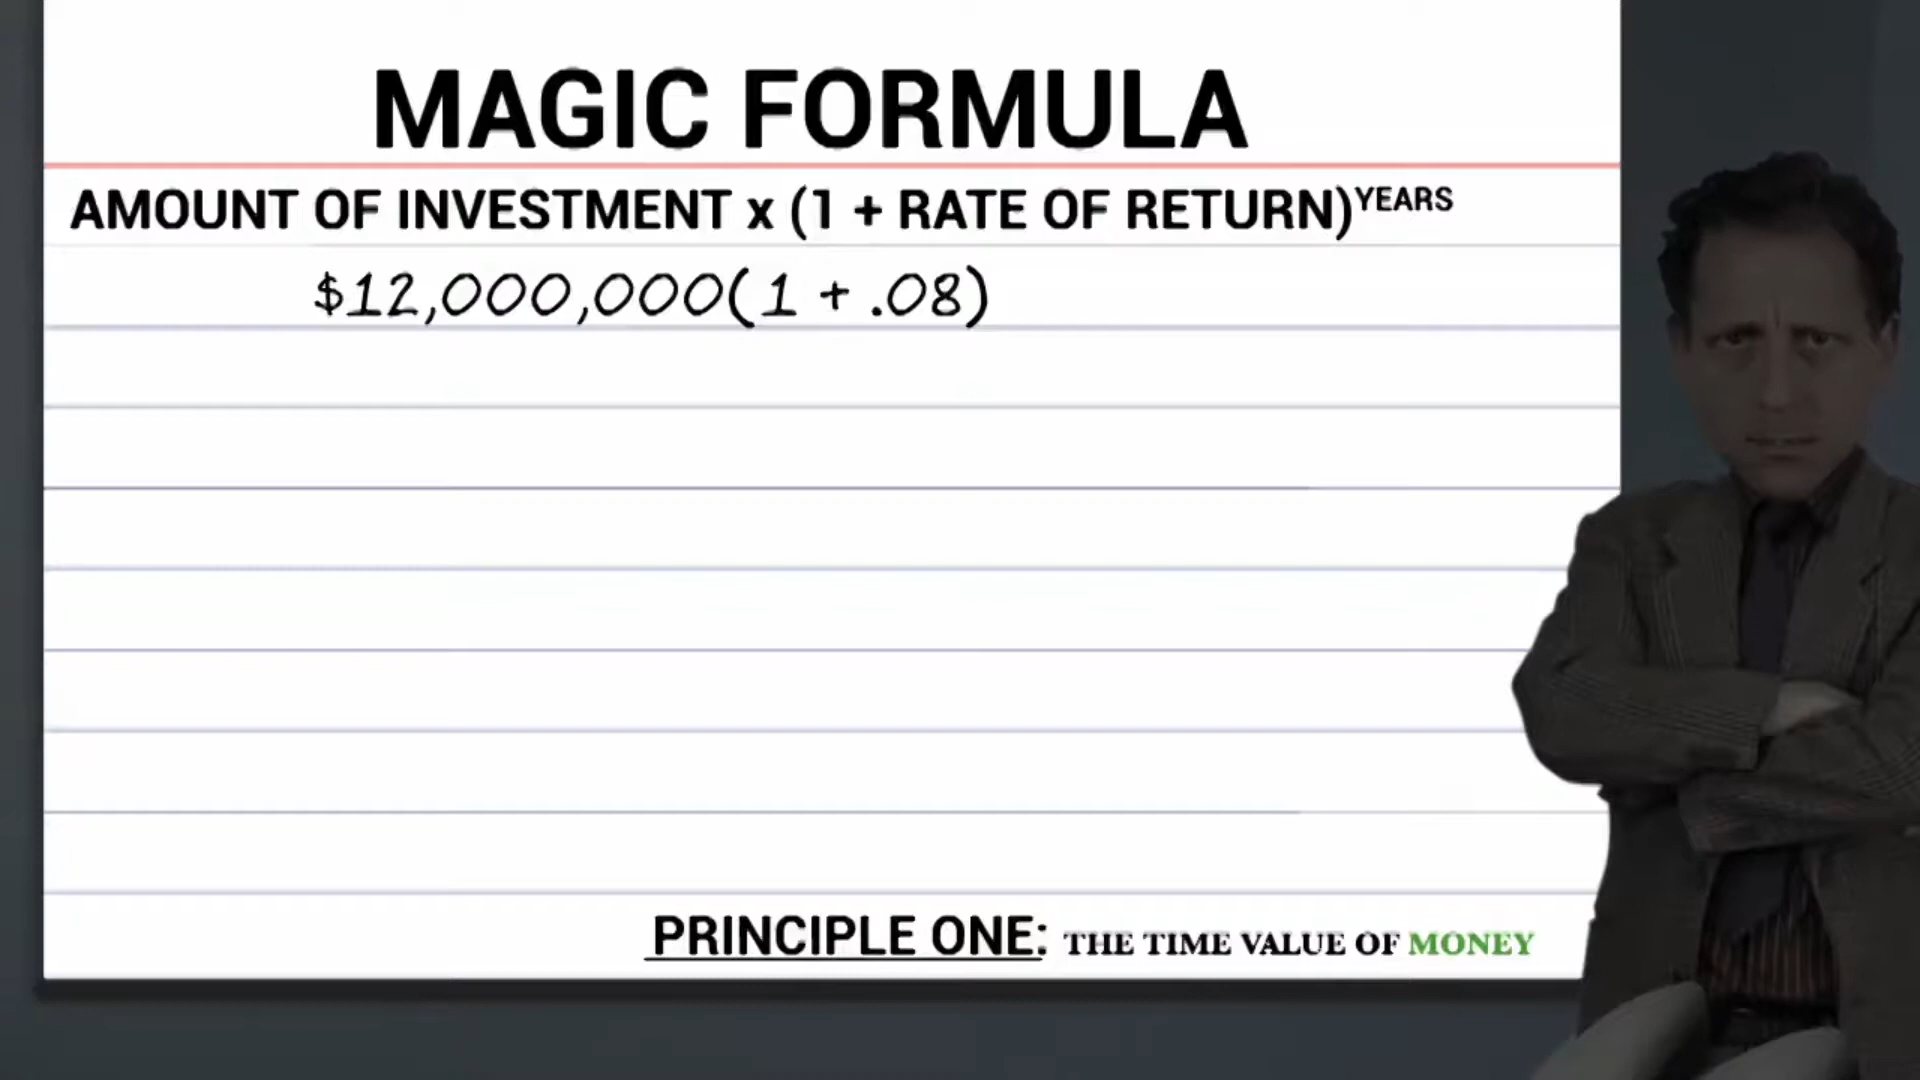 MAGIC FORMULA
AMOUNT OF INVESTMENT x (1 + RATE OF RETURN)YEARS
$12,000,000(1 + .08)
PRINCIPLE ONE: THE TIME VALUE OF MONEY